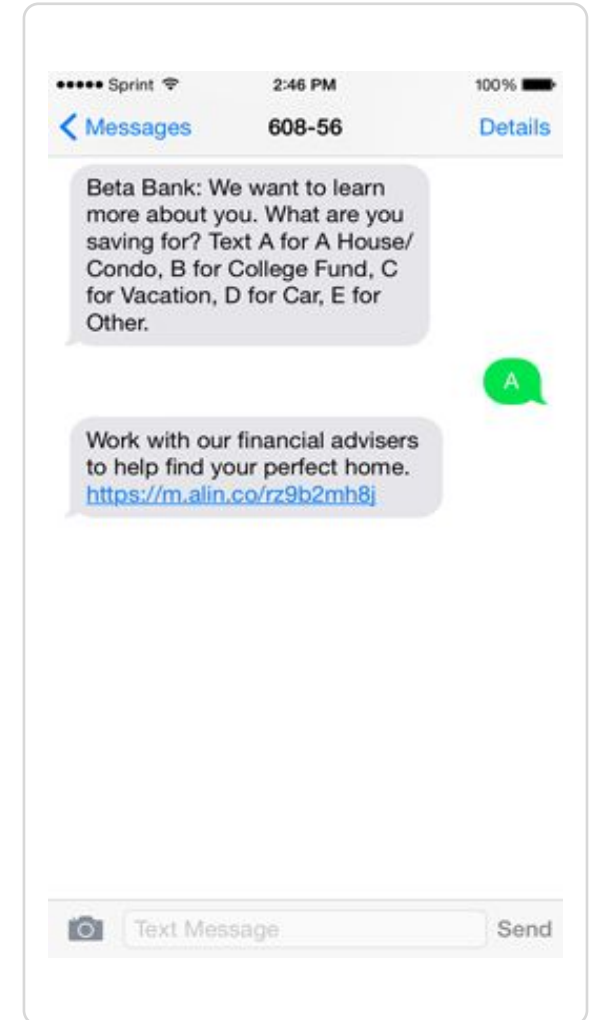 Sprint 2:46 PM 100%
Messages 608-56 Details
Beta Bank: We want to learn
more about you. What are you
saving for? Text A for A House/
Condo, B for College Fund, C
for Vacation, D for Car, E for
Other.
A
Work with our financial advisers
to help find your perfect home.
https://m.alin.co/rz9b2mh8j
Text Message Send